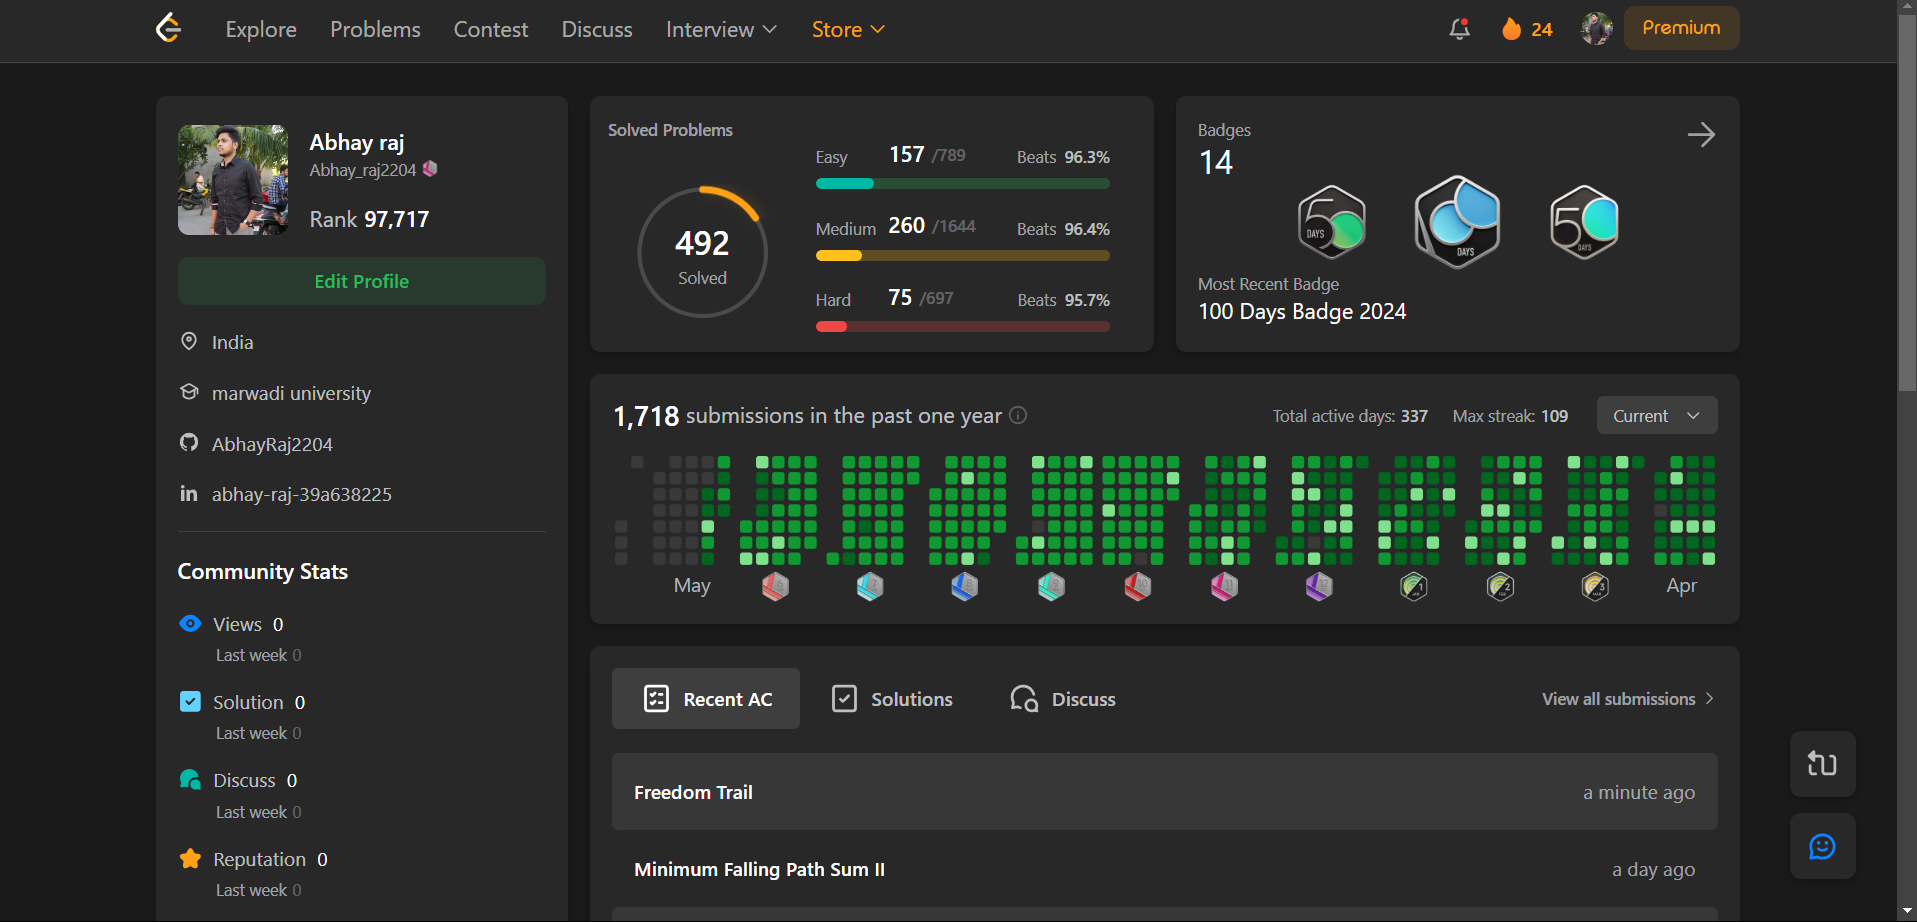 Explore Problems Contest Discuss Interview Store 24 Premium
Abhay raj
Abhay_raj2204
Rank 97,717
Edit Profile
India
marwadi university
AbhayRaj2204
in abhay-raj-39a638225
Community Stats
Views 0
Last week 0
Solution 0
Last week 0
Discuss 0
Last week 0
Reputation 0
Last week 0
Solved Problems
492
Solved
Easy 157 /789 Beats 96.3%
Medium 260 /1644 Beats 96.4%
Hard 75 /697 Beats 95.7%
Badges
14
50 DAYS
DAYS
50 DAYS
Most Recent Badge
100 Days Badge 2024
1,718 submissions in the past one year
Total active days: 337 Max streak: 109 Current
May Apr
Recent AC Solutions Discuss View all submissions
Freedom Trail a minute ago
Minimum Falling Path Sum II a day ago